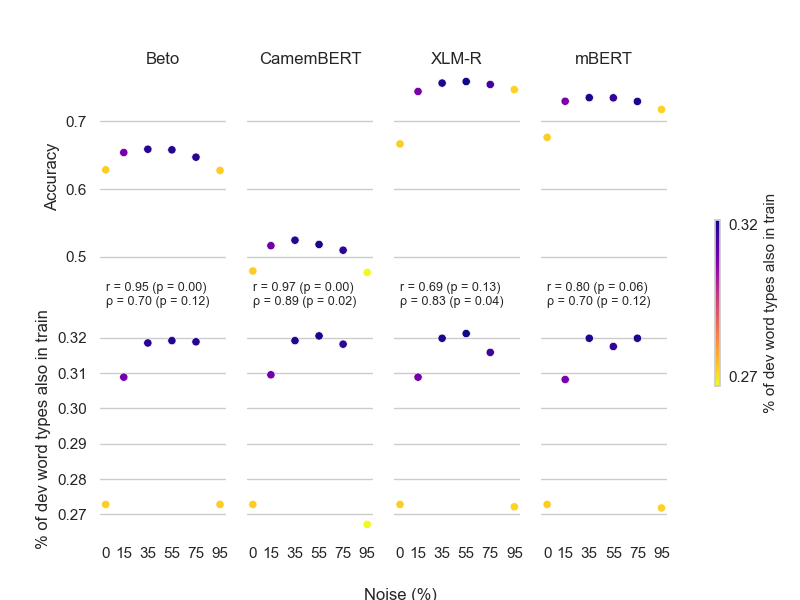 Beto CamemBERT XLM-R mBERT
Accuracy
0.7
0.6
0.5
r = 0.95 (p = 0.00) r = 0.97 (p = 0.00) r = 0.69 (p = 0.13) r = 0.80 (p = 0.06)
ρ = 0.70 (p = 0.12) ρ = 0.89 (p = 0.02) ρ = 0.83 (p = 0.04) ρ = 0.70 (p = 0.12)
% of dev word types also in train
0.32
0.31
0.30
0.29
0.28
0.27
0 15 35 55 75 95 0 15 35 55 75 95 0 15 35 55 75 95 0 15 35 55 75 95
Noise (%)
0.32
0.27
% of dev word types also in train